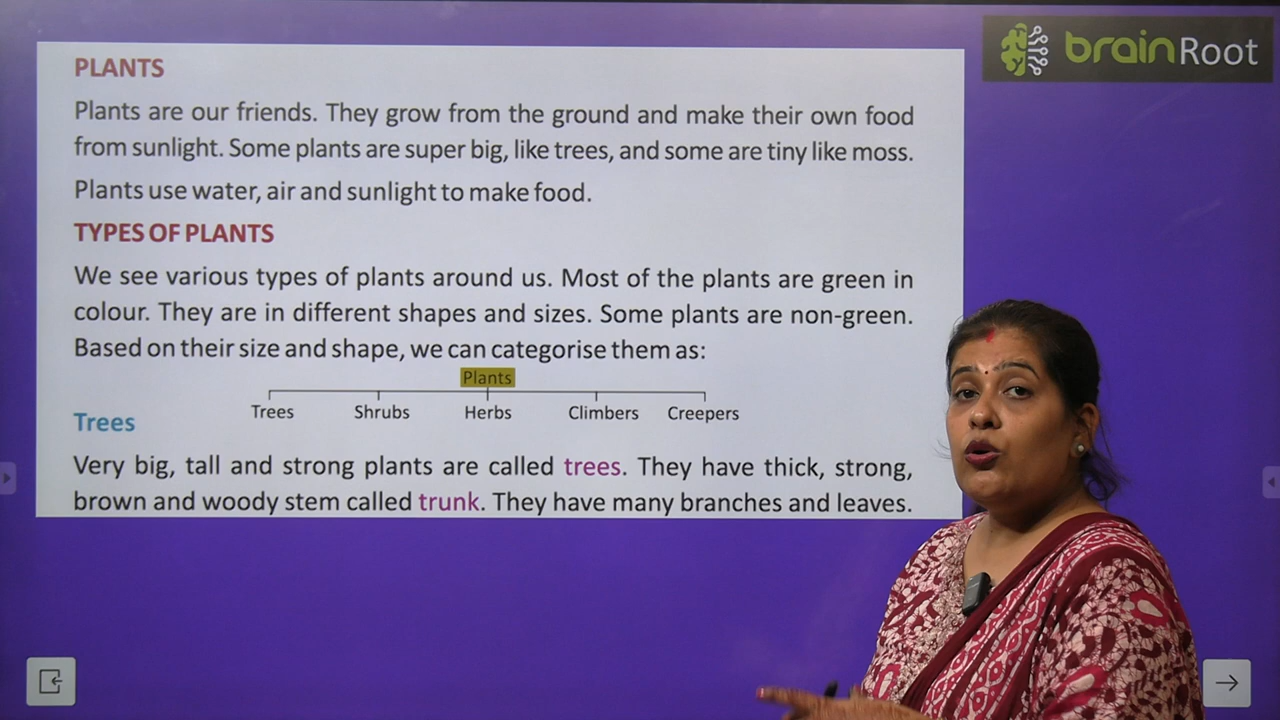 brainRoot
PLANTS
Plants are our friends. They grow from the ground and make their own food
from sunlight. Some plants are super big, like trees, and some are tiny like moss.
Plants use water, air and sunlight to make food.
TYPES OF PLANTS
We see various types of plants around us. Most of the plants are green in
colour. They are in different shapes and sizes. Some plants are non-green.
Based on their size and shape, we can categorise them as:
Plants
Trees Shrubs Herbs Climbers Creepers
Trees
Very big, tall and strong plants are called trees. They have thick, strong,
brown and woody stem called trunk. They have many branches and leaves.